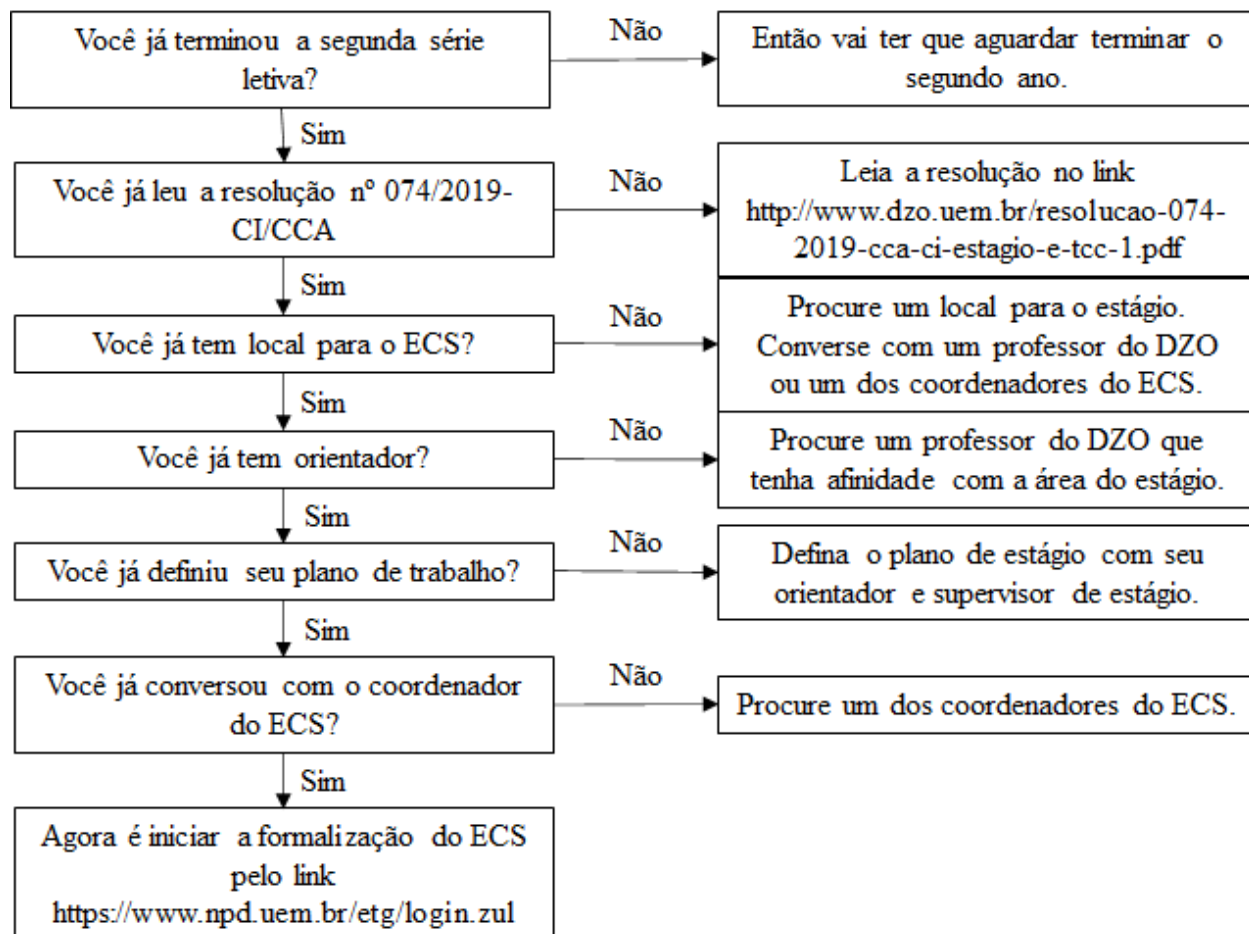 Você já terminou a segunda série
letiva?
Não
Então vai ter que aguardar terminar o
segundo ano.
Sim
Você já leu a resolução nº 074/2019-
CI/CCA
Não
Leia a resolução no link
http://www.dzo.uem.br/resolucao-074-
2019-cca-ci-estagio-e-tcc-1.pdf
Sim
Você já tem local para o ECS?
Não
Procure um local para o estágio.
Converse com um professor do DZO
ou um dos coordenadores do ECS.
Sim
Você já tem orientador?
Não
Procure um professor do DZO que
tenha afinidade com a área do estágio.
Sim
Você já definiu seu plano de trabalho?
Não
Defina o plano de estágio com seu
orientador e supervisor de estágio.
Sim
Você já conversou com o coordenador
do ECS?
Não
Procure um dos coordenadores do ECS.
Sim
Agora é iniciar a formalização do ECS
pelo link
https://www.npd.uem.br/etg/login.zul